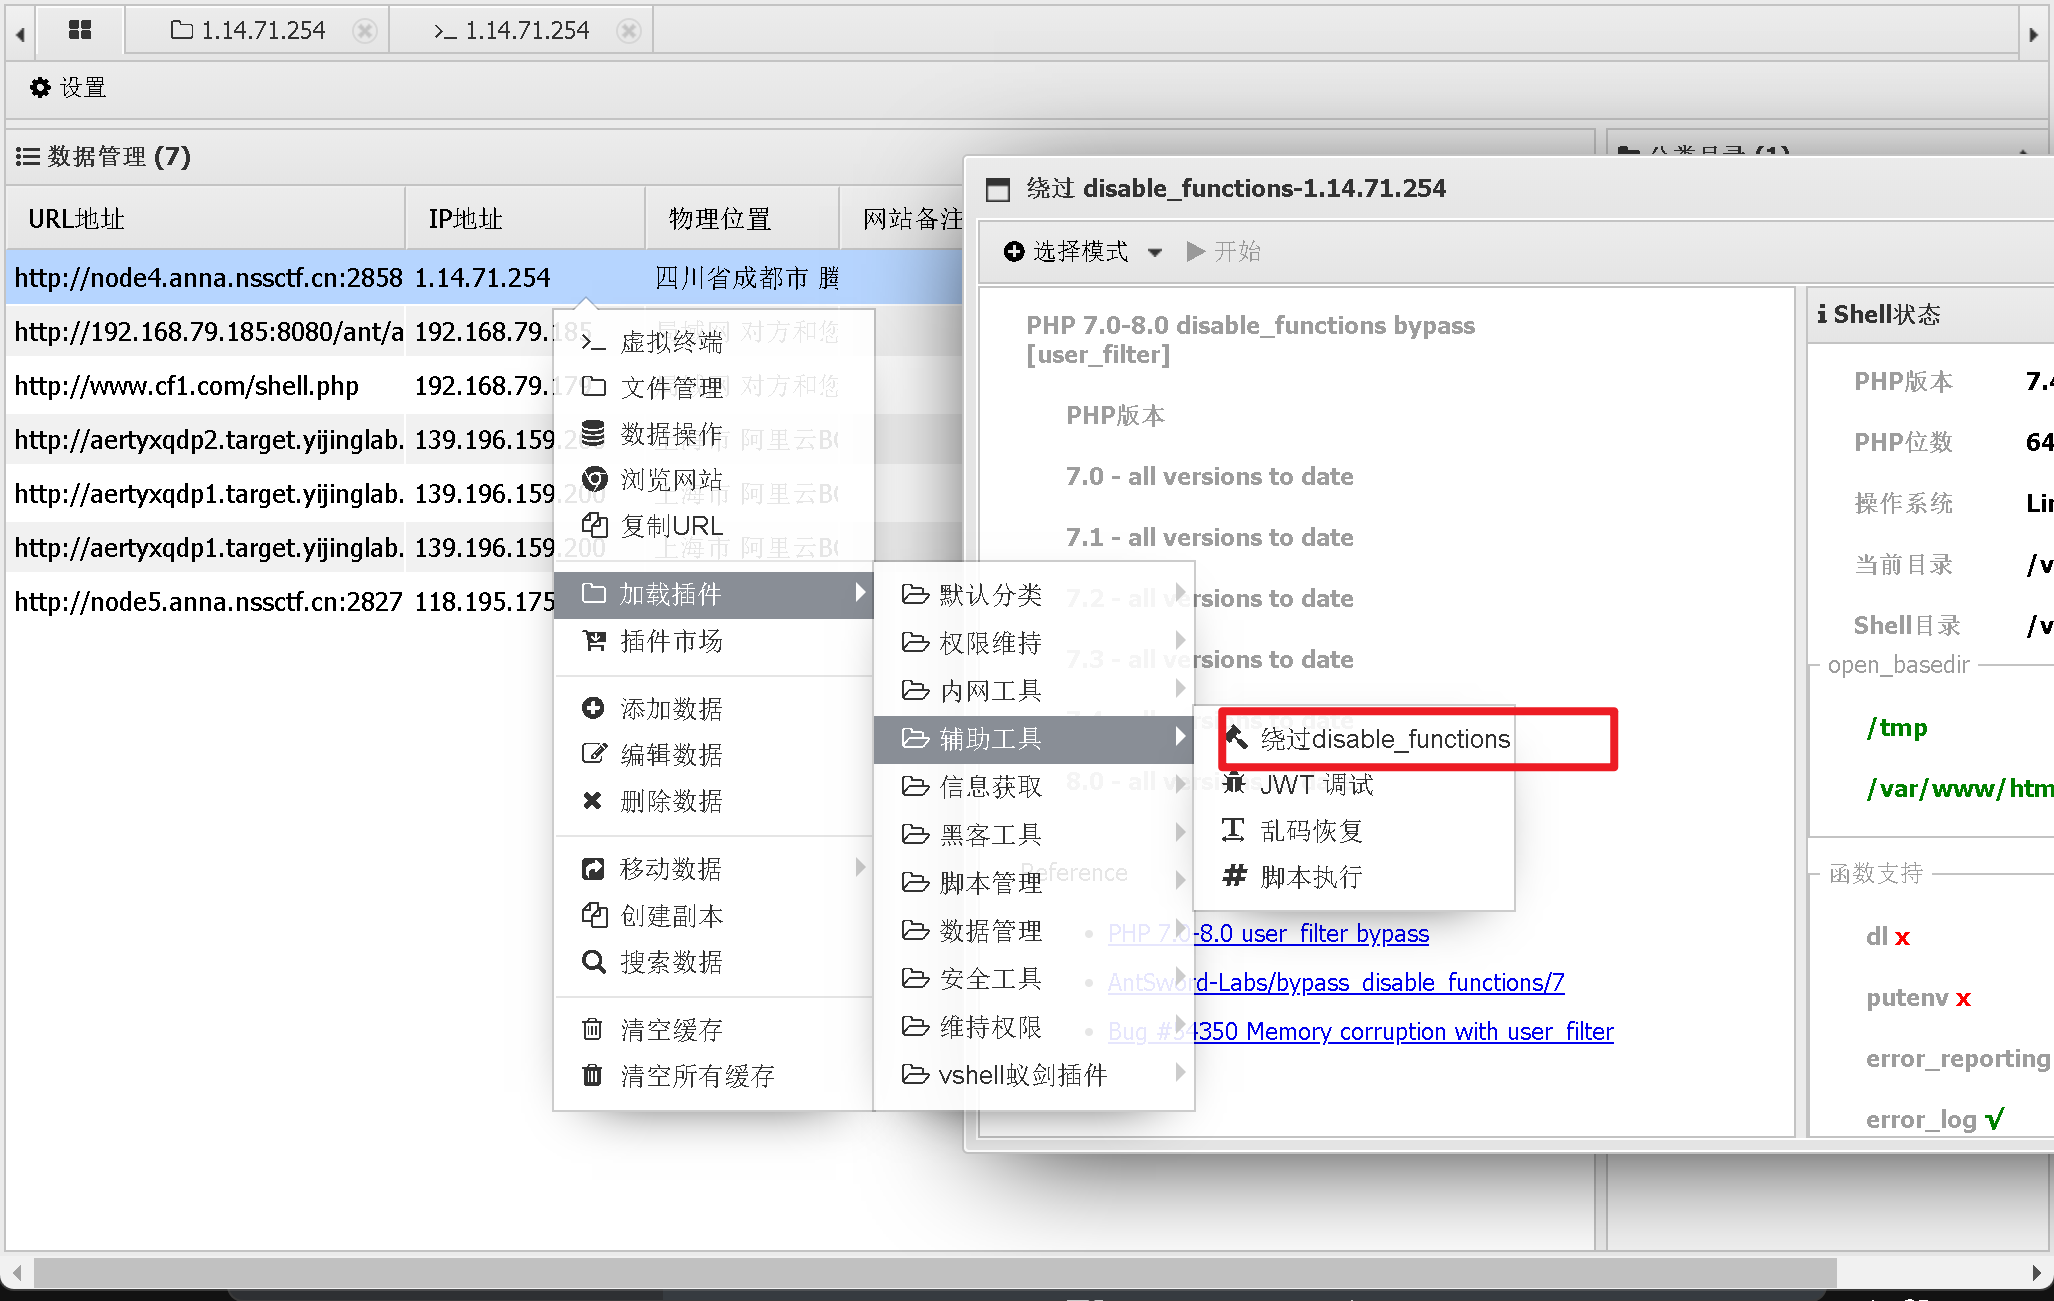 1.14.71.254
1.14.71.254
设置
数据管理 (7)
分类目录 (1)
URL地址
IP地址
物理位置
网站备注
http://node4.anna.nssctf.cn:2858
1.14.71.254
四川省成都市 腾
http://192.168.79.185:8080/ant/a
192.168.79.185
局域网 对方和您
http://www.cf1.com/shell.php
192.168.79.179
局域网 对方和您
http://aertyxqdp2.target.yijinglab.
139.196.159.200
上海市 阿里云BG
http://aertyxqdp1.target.yijinglab.
139.196.159.200
上海市 阿里云BG
http://aertyxqdp1.target.yijinglab.
139.196.159.200
上海市 阿里云BG
http://node5.anna.nssctf.cn:2827
118.195.175
虚拟终端
文件管理
数据操作
浏览网站
复制URL
加载插件
插件市场
添加数据
编辑数据
删除数据
移动数据
创建副本
搜索数据
清空缓存
清空所有缓存
默认分类
权限维持
内网工具
辅助工具
信息获取
黑客工具
脚本管理
数据管理
安全工具
维持权限
vshell蚁剑插件
绕过disable_functions
JWT 调试
乱码恢复
脚本执行
绕过 disable_functions-1.14.71.254
选择模式
开始
PHP 7.0-8.0 disable_functions bypass
[user_filter]
PHP版本
7.0 - all versions to date
7.1 - all versions to date
7.2 - all versions to date
7.3 - all versions to date
7.4 - all versions to date
8.0 - all versions to date
Reference
PHP 7.0-8.0 user_filter bypass
AntSword-Labs/bypass_disable_functions/7
Bug #54350 Memory corruption with user_filter
Shell状态
PHP版本
7.4
PHP位数
64
操作系统
Lin
当前目录
/v
Shell目录
/v
open_basedir
/tmp
/var/www/htm
函数支持
dl x
putenv x
error_reporting
error_log √